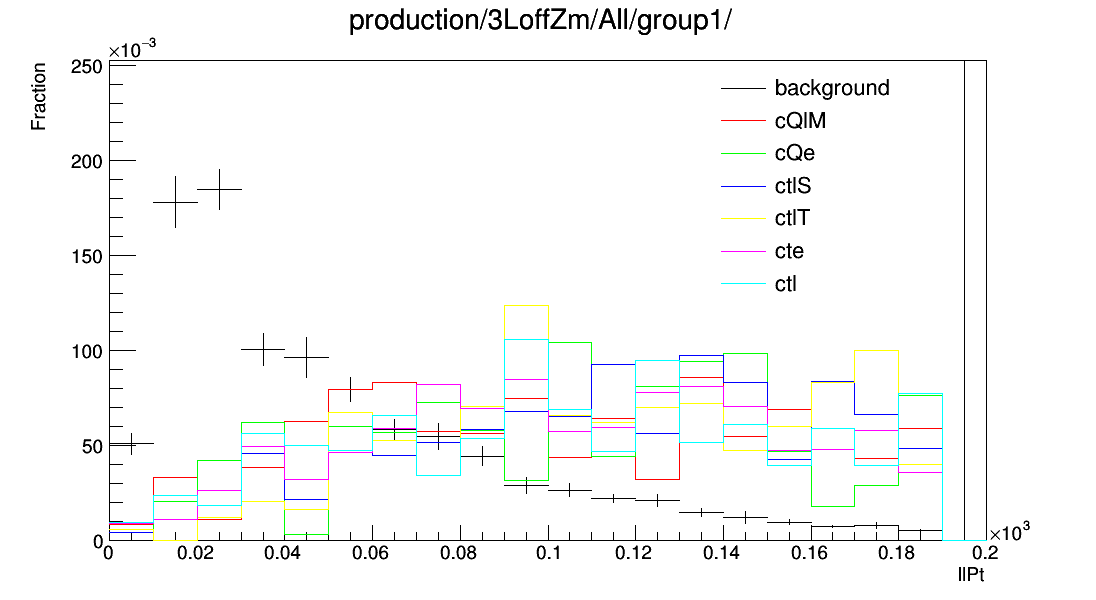 production/3LoffZm/All/group1/
×10⁻³
Fraction
250
200
150
100
50
0
background
cQlM
cQe
ctlS
ctlT
cte
ctl
0 0.02 0.04 0.06 0.08 0.1 0.12 0.14 0.16 0.18 0.2
×10³
llPt